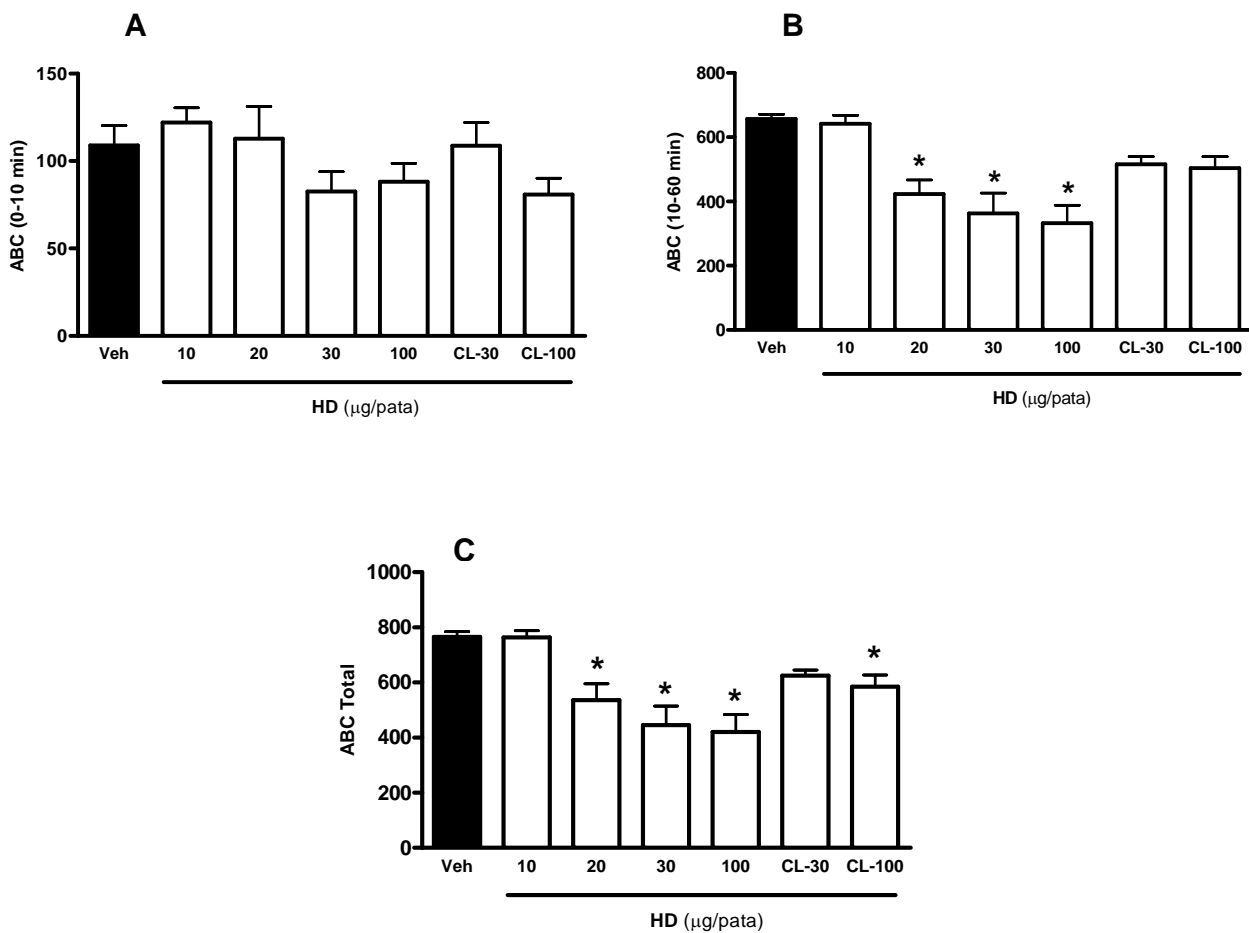 A
ABC (0-10 min)
150
100
50
0
Veh 10 20 30 100 CL-30 CL-100
HD (μg/pata)
B
ABC (10-60 min)
800
600
400
200
0
* * *
Veh 10 20 30 100 CL-30 CL-100
HD (μg/pata)
C
ABC Total
1000
800
600
400
200
0
* * * *
Veh 10 20 30 100 CL-30 CL-100
HD (μg/pata)